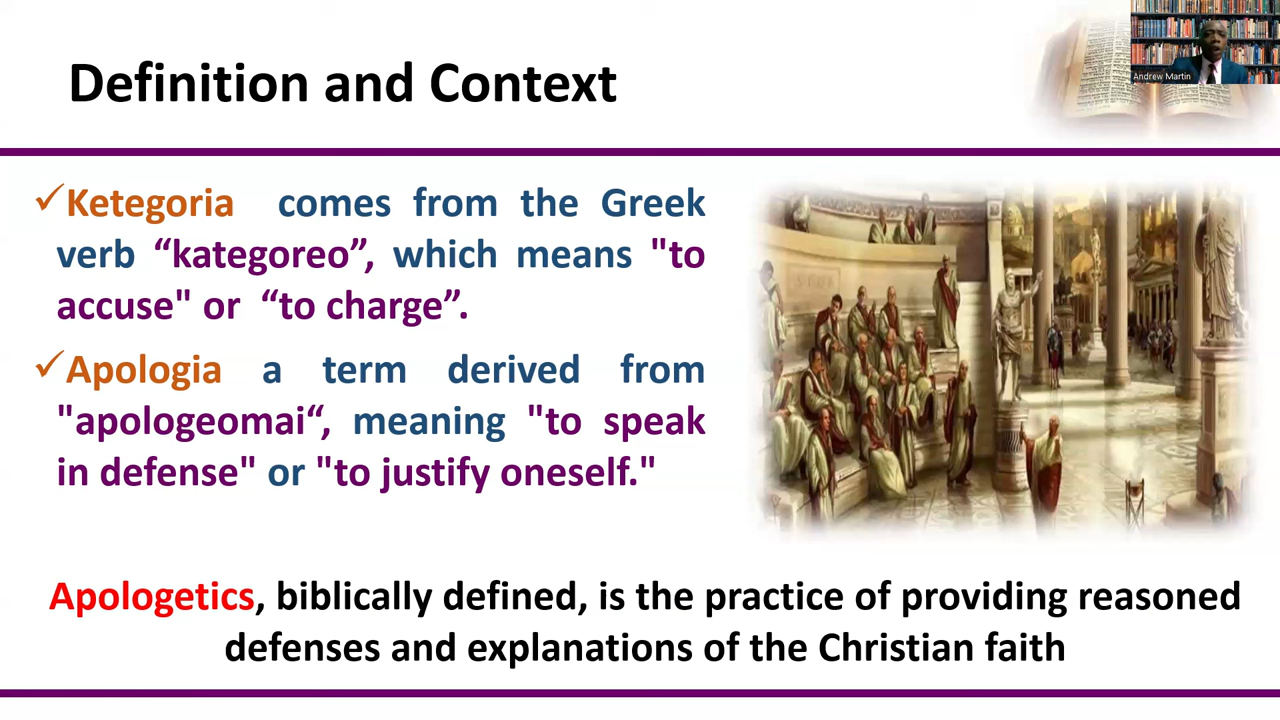 Definition and Context
Andrew Martin
✓Ketegoria comes from the Greek
verb “kategoreo”, which means "to
accuse" or “to charge”.
✓Apologia a term derived from
"apologeomai“, meaning "to speak
in defense" or "to justify oneself."
Apologetics, biblically defined, is the practice of providing reasoned
defenses and explanations of the Christian faith